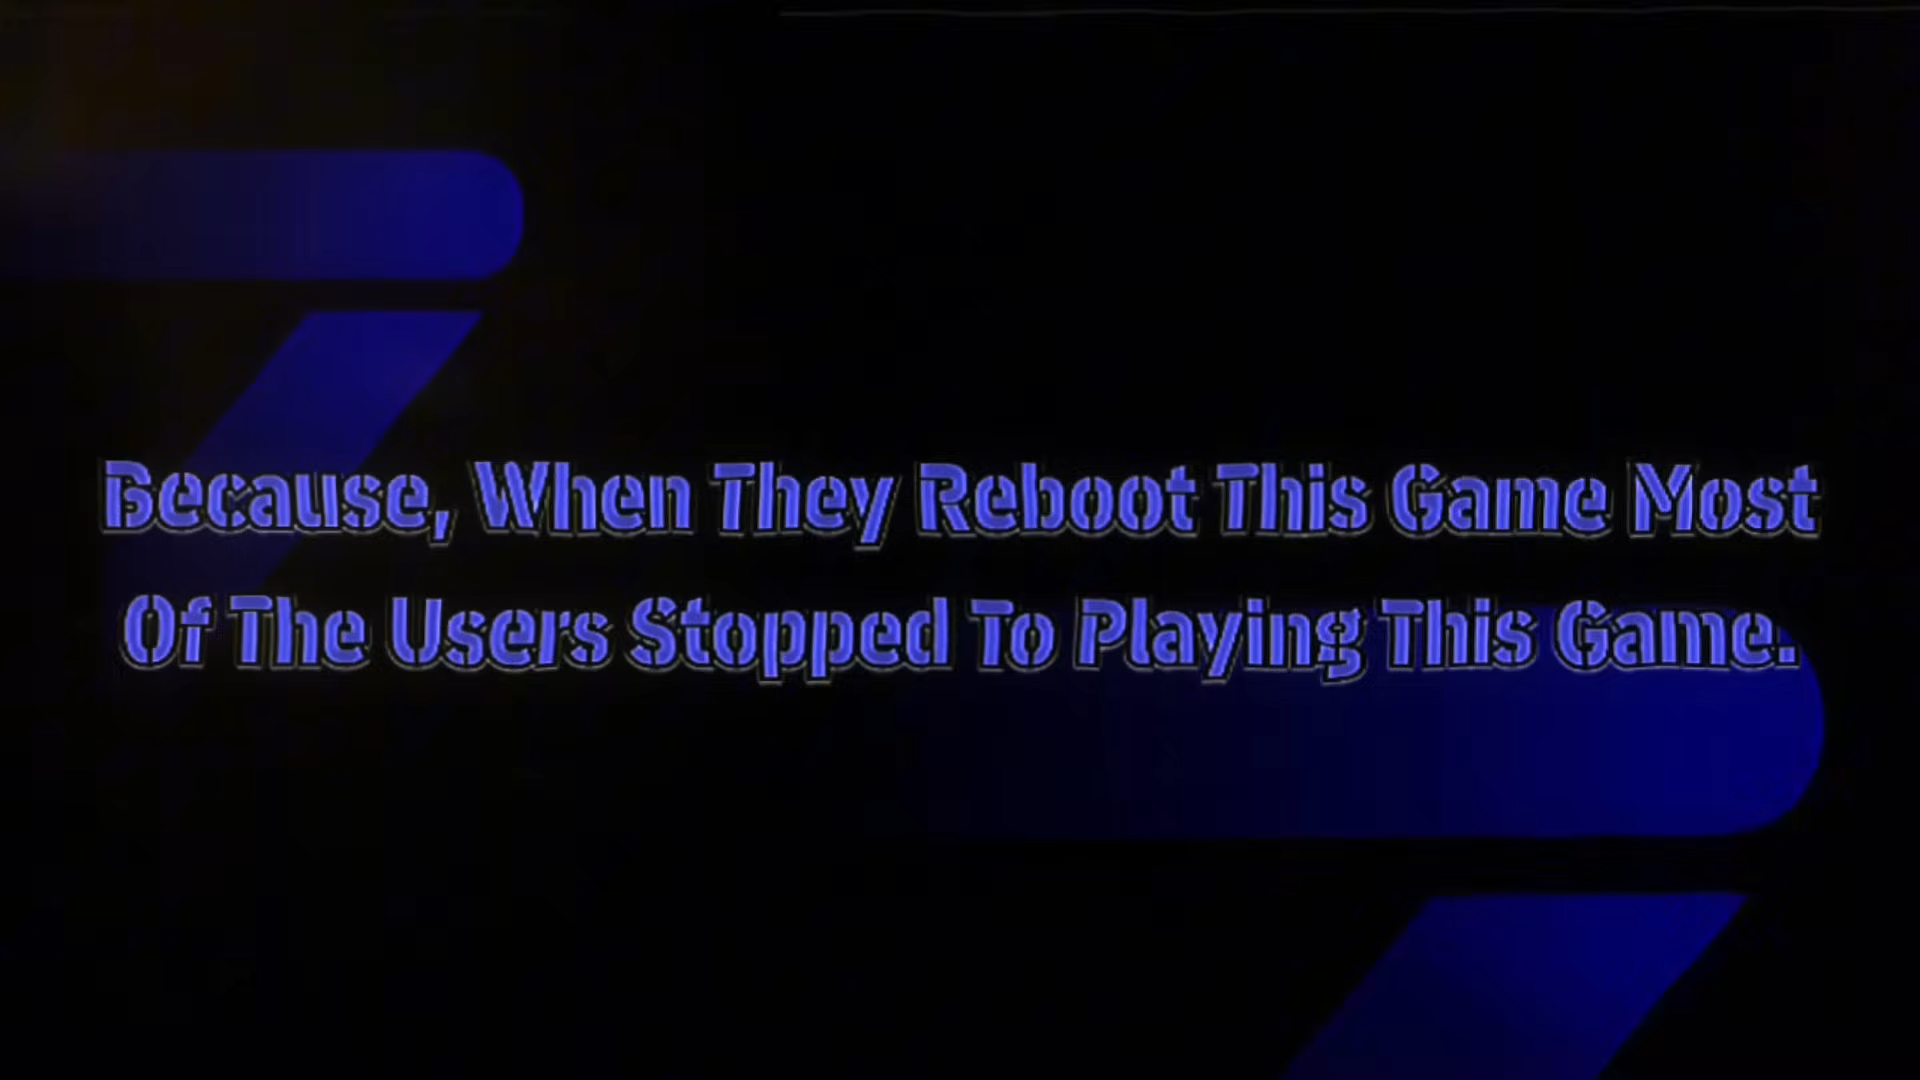 Because, When They Reboot This Game Most
Of The Users Stopped To Playing This Game.